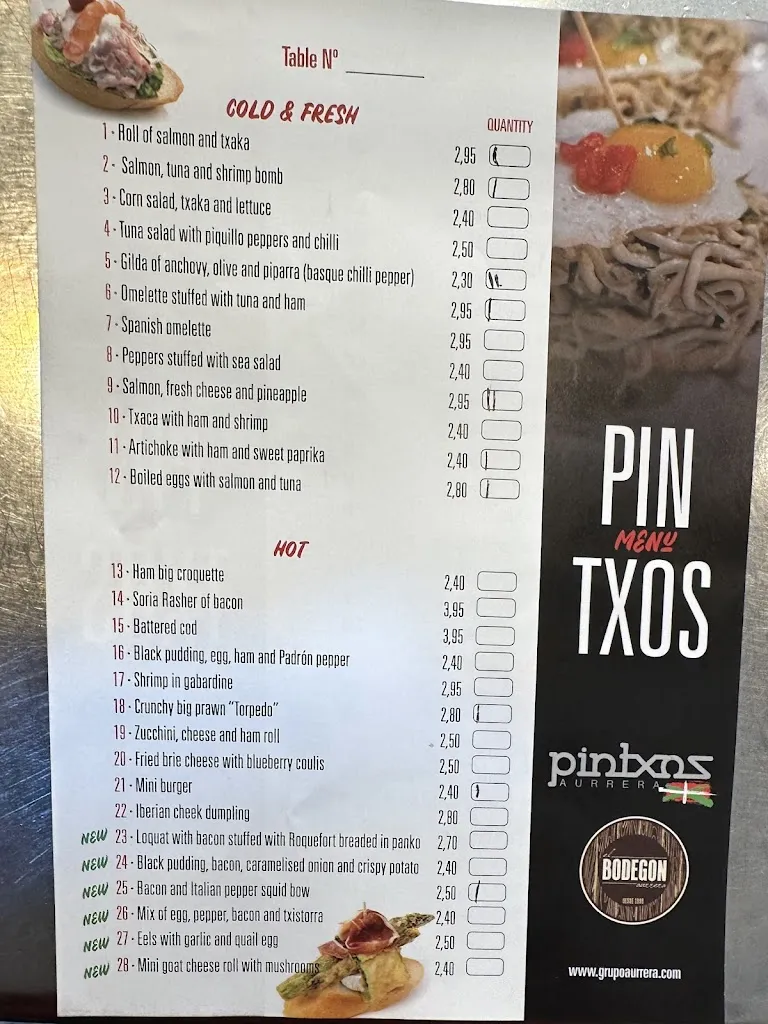 Table Nº
COLD & FRESH
QUANTITY
1 - Roll of salmon and txaka 2,95
2 - Salmon, tuna and shrimp bomb 2,80
3 - Corn salad, txaka and lettuce 2,40
4 - Tuna salad with piquillo peppers and chilli 2,50
5 - Gilda of anchovy, olive and piparra (basque chilli pepper) 2,30
6 - Omelette stuffed with tuna and ham 2,95
7 - Spanish omelette 2,95
8 - Peppers stuffed with sea salad 2,40
9 - Salmon, fresh cheese and pineapple 2,95
10 - Txaca with ham and shrimp 2,40
11 - Artichoke with ham and sweet paprika 2,40
12 - Boiled eggs with salmon and tuna 2,80
HOT
13 - Ham big croquette 2,40
14 - Soria Rasher of bacon 3,95
15 - Battered cod 3,95
16 - Black pudding, egg, ham and Padrón pepper 2,40
17 - Shrimp in gabardine 2,95
18 - Crunchy big prawn "Torpedo" 2,80
19 - Zucchini, cheese and ham roll 2,50
20 - Fried brie cheese with blueberry coulis 2,50
21 - Mini burger 2,40
22 - Iberian cheek dumpling 2,80
NEW 23 - Loquat with bacon stuffed with Roquefort breaded in panko 2,70
NEW 24 - Black pudding, bacon, caramelised onion and crispy potato 2,40
NEW 25 - Bacon and Italian pepper squid bow 2,50
NEW 26 - Mix of egg, pepper, bacon and txistorra 2,40
NEW 27 - Eels with garlic and quail egg 2,50
NEW 28 - Mini goat cheese roll with mushrooms 2,40
PIN
MENU
TXOS
pintxos
AURRERA
BODEGON
www.grupoaurrera.com